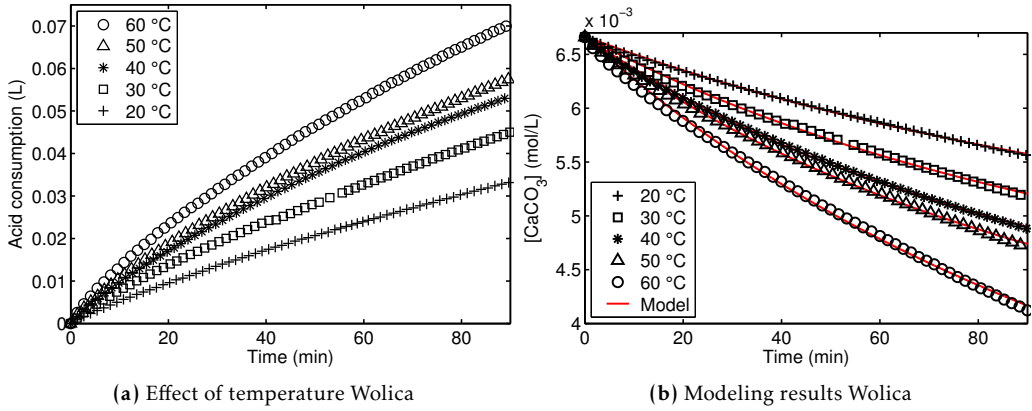 0.07
0.06
0.05
0.04
0.03
0.02
0.01
0
Acid consumption (L)
60 °C
50 °C
40 °C
30 °C
20 °C
0 20 40 60 80
Time (min)
(a) Effect of temperature Wolica
x 10⁻³
6.5
6
5.5
5
4.5
4
[CaCO₃] (mol/L)
20 °C
30 °C
40 °C
50 °C
60 °C
Model
0 20 40 60 80
Time (min)
(b) Modeling results Wolica